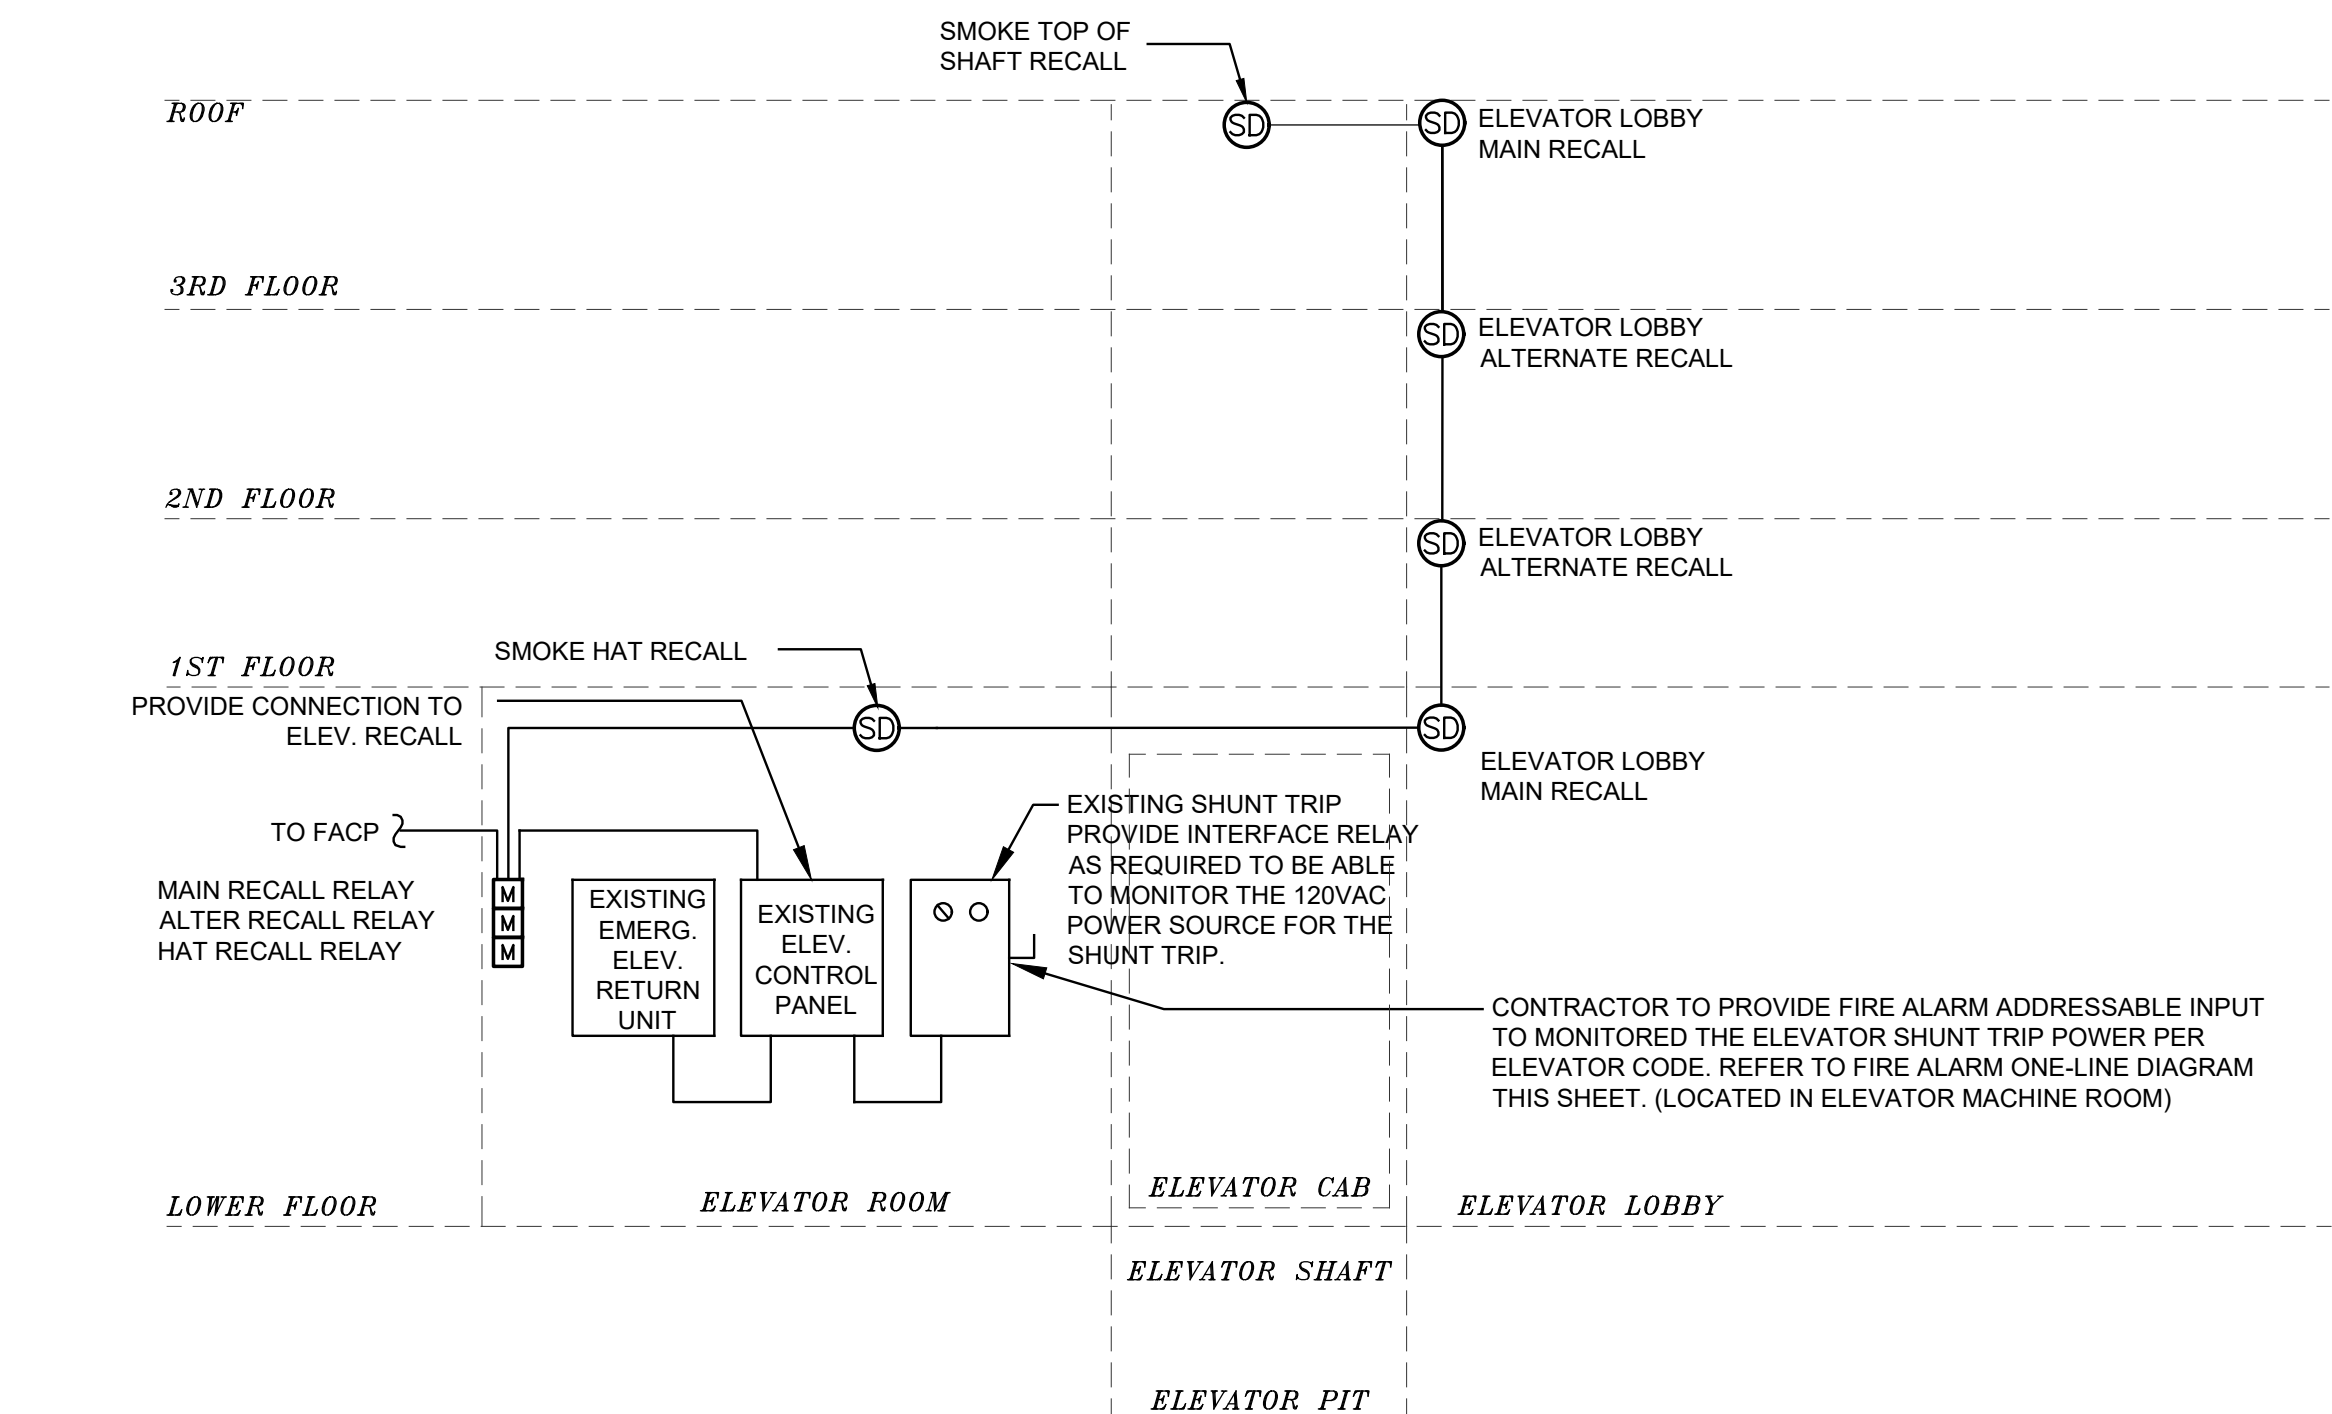 SMOKE TOP OF
SHAFT RECALL
ROOF
SD
SD
ELEVATOR LOBBY
MAIN RECALL
3RD FLOOR
SD
ELEVATOR LOBBY
ALTERNATE RECALL
2ND FLOOR
SD
ELEVATOR LOBBY
ALTERNATE RECALL
SMOKE HAT RECALL
1ST FLOOR
PROVIDE CONNECTION TO
ELEV. RECALL
SD
SD
ELEVATOR LOBBY
MAIN RECALL
TO FACP
MAIN RECALL RELAY
ALTER RECALL RELAY
HAT RECALL RELAY
M
M
M
EXISTING
EMERG.
ELEV.
RETURN
UNIT
EXISTING
ELEV.
CONTROL
PANEL
EXISTING SHUNT TRIP
PROVIDE INTERFACE RELAY
AS REQUIRED TO BE ABLE
TO MONITOR THE 120VAC
POWER SOURCE FOR THE
SHUNT TRIP.
CONTRACTOR TO PROVIDE FIRE ALARM ADDRESSABLE INPUT
TO MONITORED THE ELEVATOR SHUNT TRIP POWER PER
ELEVATOR CODE. REFER TO FIRE ALARM ONE-LINE DIAGRAM
THIS SHEET. (LOCATED IN ELEVATOR MACHINE ROOM)
LOWER FLOOR
ELEVATOR ROOM
ELEVATOR CAB
ELEVATOR LOBBY
ELEVATOR SHAFT
ELEVATOR PIT